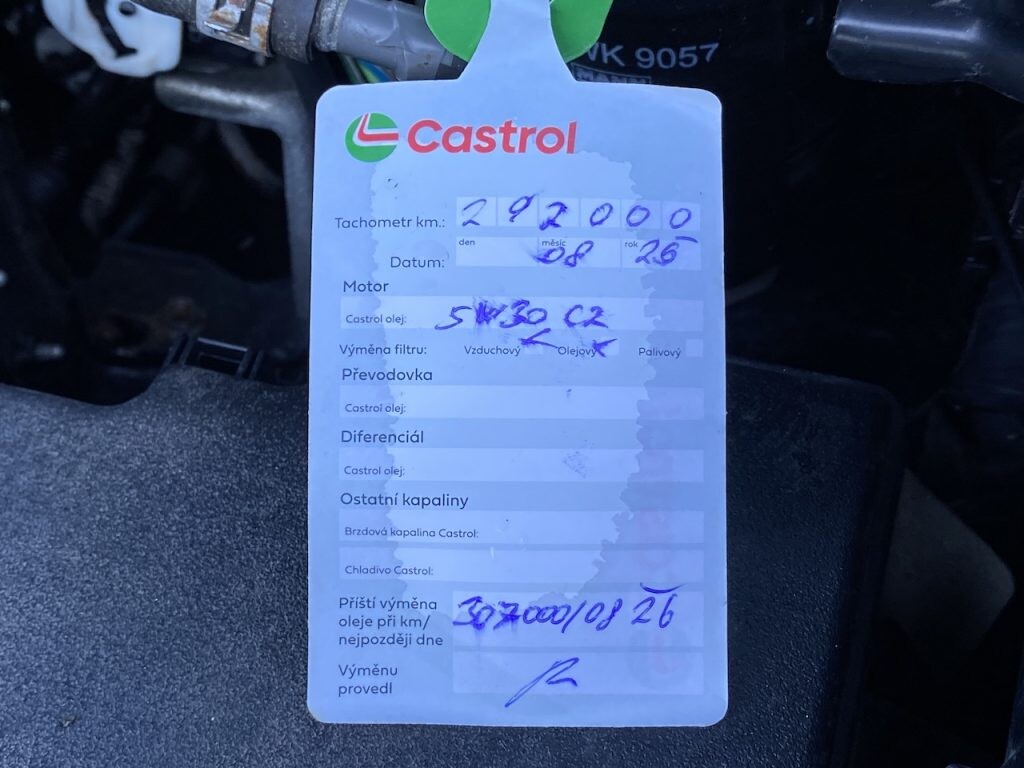 WK 9057
MANN
Castrol
Tachometr km.: 292000
den měsíc rok
Datum: 08 25
Motor
Castrol olej: 5W30 C2
Výměna filtru: Vzduchový Olejový Palivový
Převodovka
Castrol olej:
Diferenciál
Castrol olej:
Ostatní kapaliny
Brzdová kapalina Castrol:
Chladivo Castrol:
Příští výměna
oleje při km/ 307000/08 26
nejpozději dne
Výměnu
provedl